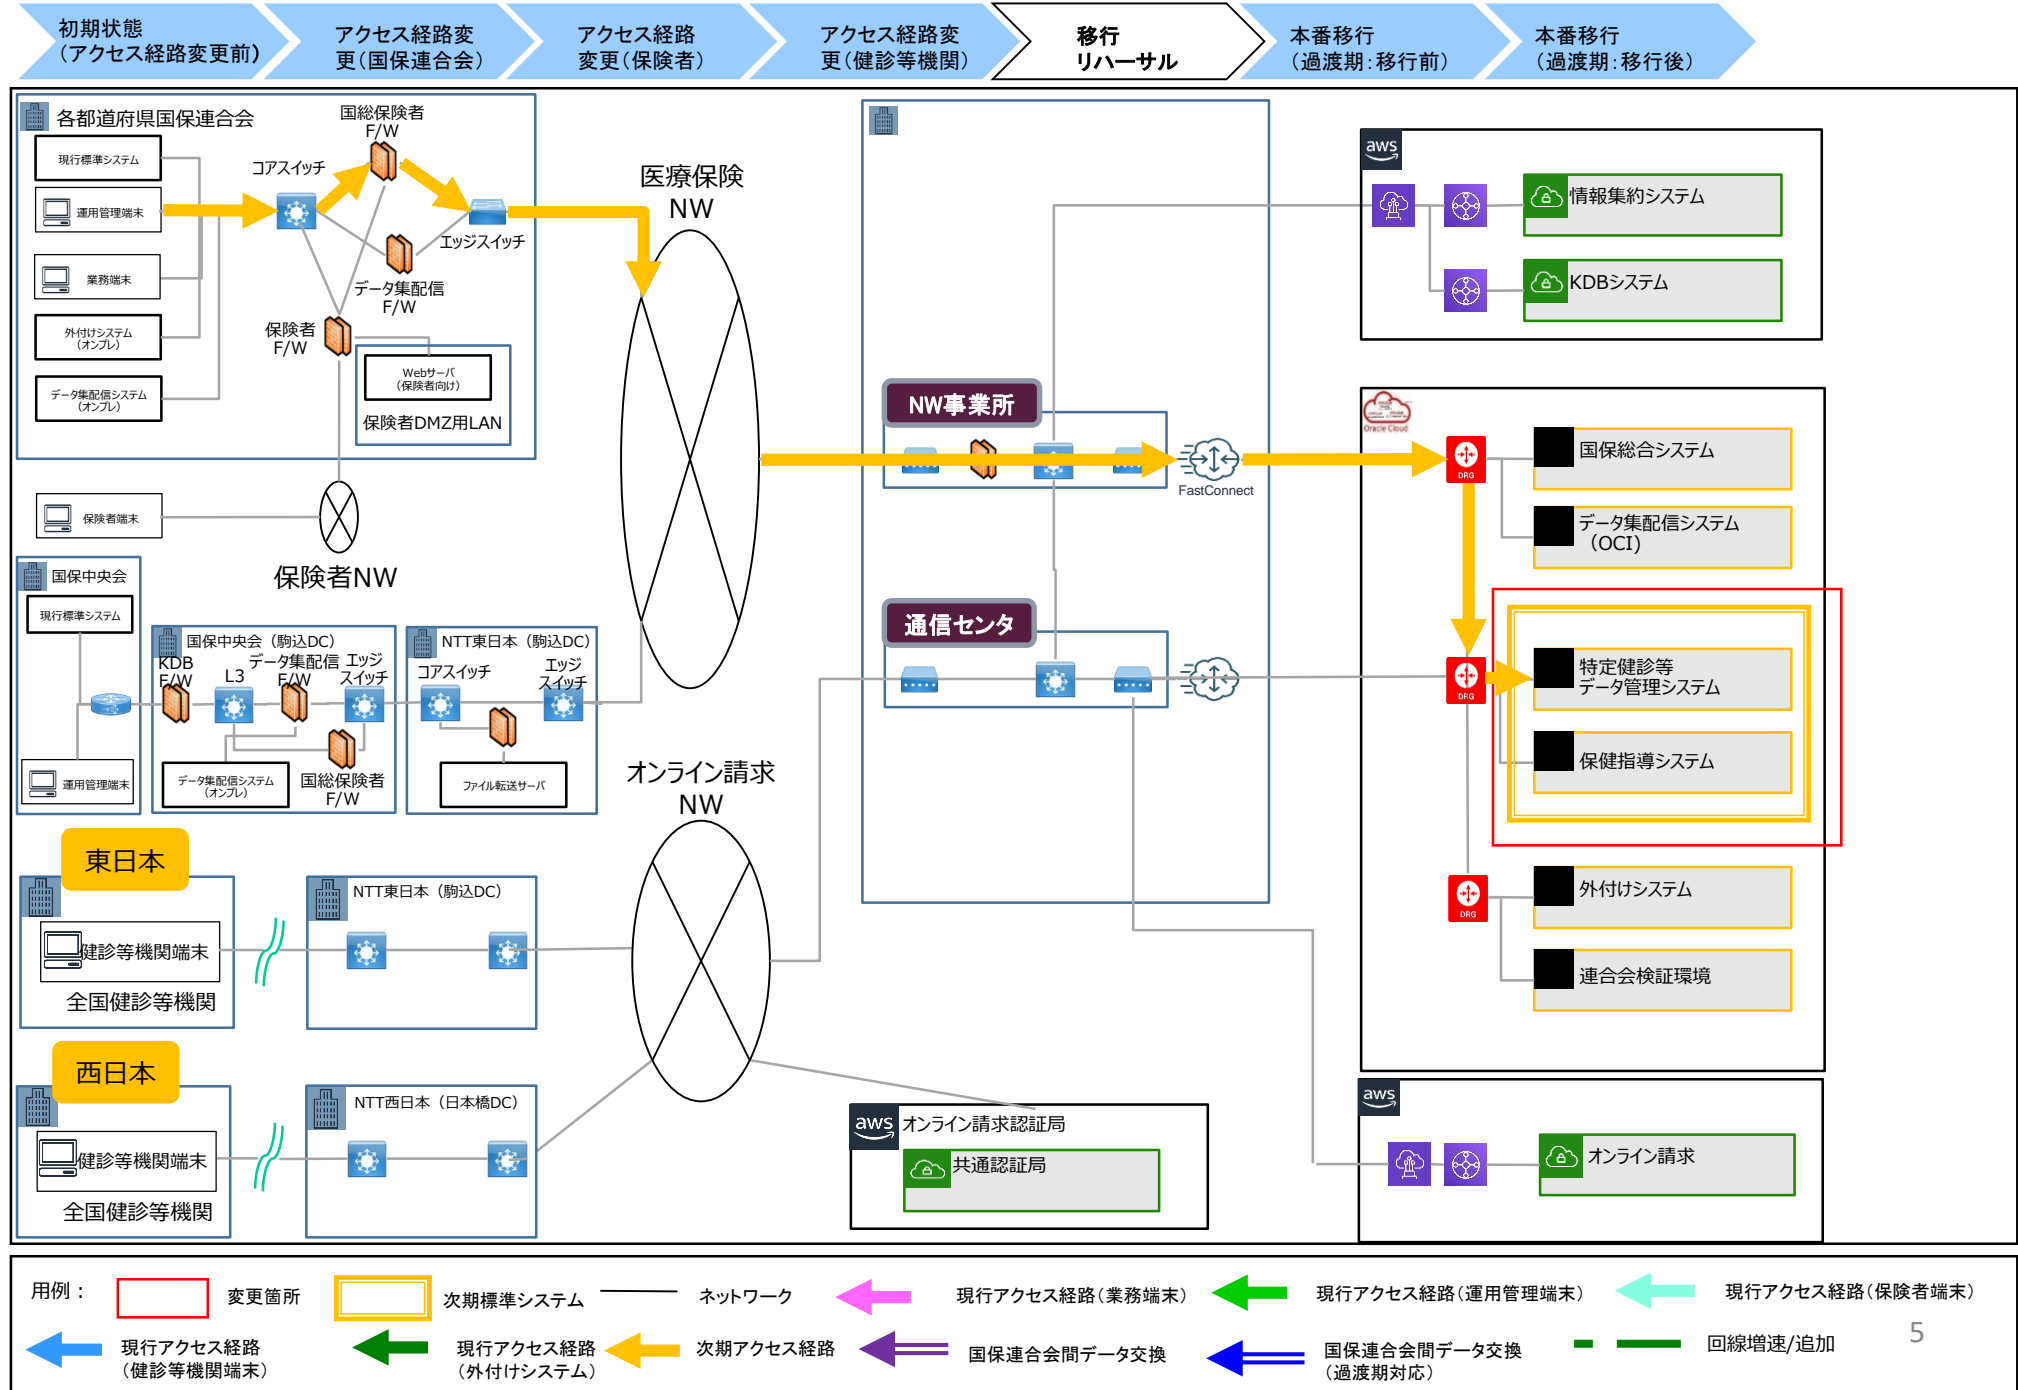 初期状態
（アクセス経路変更前）
アクセス経路変
更（国保連合会）
アクセス経路
変更（保険者）
アクセス経路変
更（健診等機関）
移行
リハーサル
本番移行
（過渡期：移行前）
本番移行
（過渡期：移行後）
各都道府県国保連合会
現行標準システム
運用管理端末
業務端末
外付けシステム
（オンプレ）
データ集配信システム
（オンプレ）
コアスイッチ
国総保険者
F/W
エッジスイッチ
データ集配信
F/W
保険者
F/W
Webサーバ
（保険者向け）
保険者DMZ用LAN
保険者端末
保険者NW
医療保険
NW
国保中央会
現行標準システム
運用管理端末
国保中央会（駒込DC）
KDB
F/W
L3
データ集配信
F/W
エッジ
スイッチ
データ集配信システム
（オンプレ）
国総保険者
F/W
NTT東日本（駒込DC）
コアスイッチ
エッジ
スイッチ
ファイル転送サーバ
オンライン請求
NW
東日本
健診等機関端末
全国健診等機関
NTT東日本（駒込DC）
西日本
健診等機関端末
全国健診等機関
NTT西日本（日本橋DC）
NW事業所
FastConnect
通信センタ
aws
オンライン請求認証局
共通認証局
aws
情報集約システム
KDBシステム
Oracle Cloud
DRG
国保総合システム
データ集配信システム
（OCI）
DRG
特定健診等
データ管理システム
保健指導システム
DRG
外付けシステム
連合会検証環境
aws
オンライン請求
用例：
変更箇所
次期標準システム
ネットワーク
現行アクセス経路（業務端末）
現行アクセス経路（運用管理端末）
現行アクセス経路（保険者端末）
現行アクセス経路
（健診等機関端末）
現行アクセス経路
（外付けシステム）
次期アクセス経路
国保連合会間データ交換
国保連合会間データ交換
（過渡期対応）
回線増速/追加
5